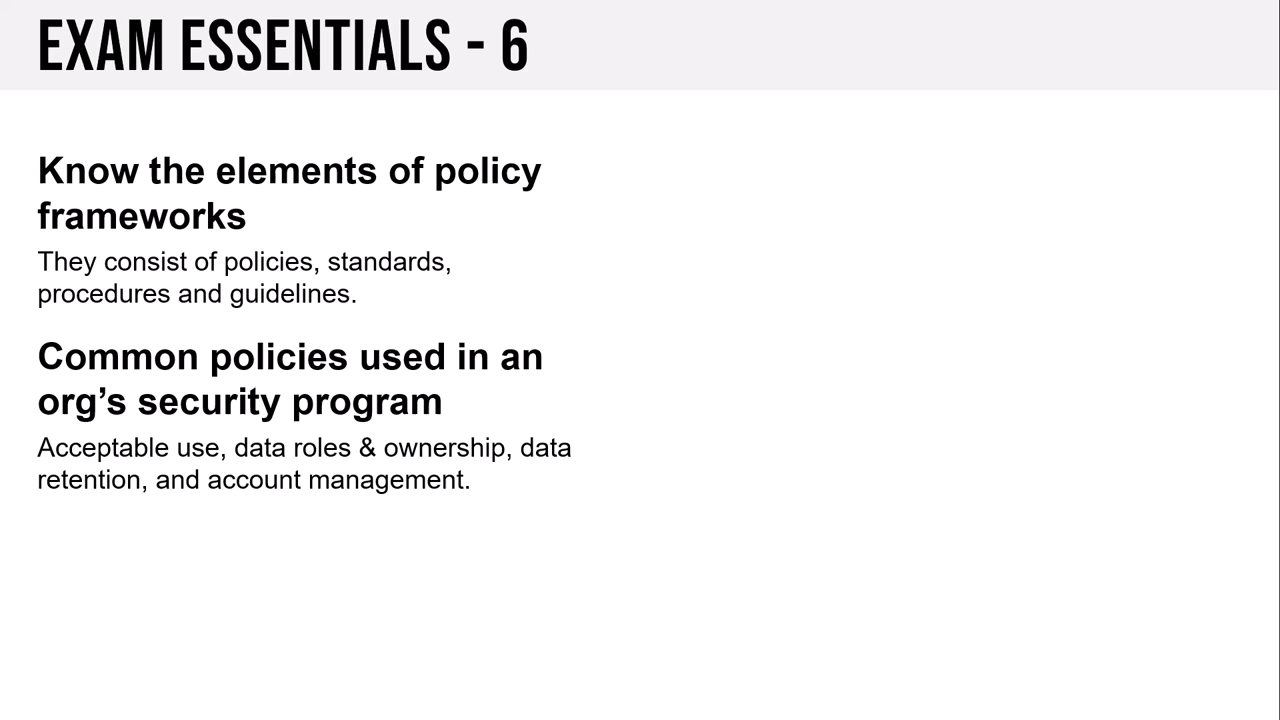 EXAM ESSENTIALS - 6
Know the elements of policy
frameworks
They consist of policies, standards,
procedures and guidelines.
Common policies used in an
org’s security program
Acceptable use, data roles & ownership, data
retention, and account management.